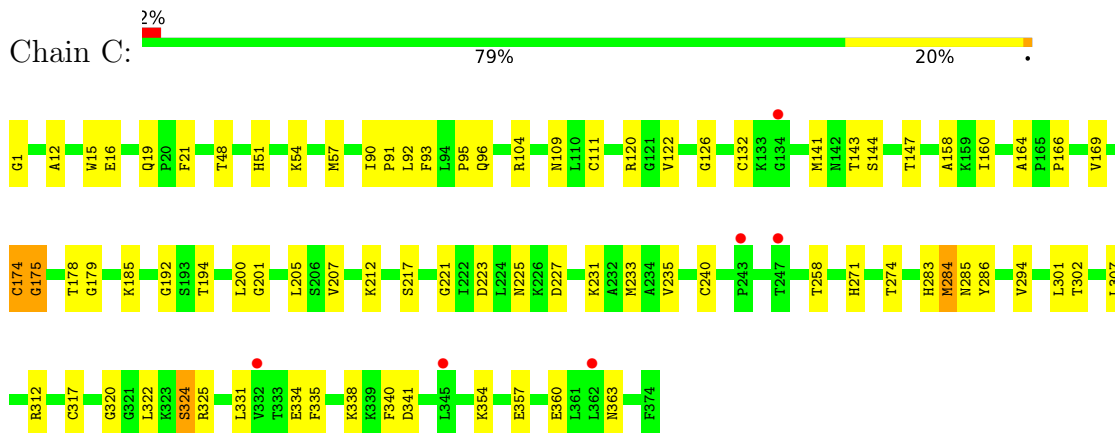 2%
Chain C:
79% 20% •
G1 A12 W15 E16 Q19 P20 F21 T48 H51 K54 M57 I90 P91 L92 F93 L94 P95 Q96 R104 N109 L110 C111 R120 G121 V122 G126 C132 K133 G134 M141 N142 T143 S144 T147 A158 K159 I160 A164 P165 P166 V169
C174 G175 T178 G179 K185 G192 S193 T194 L200 G201 L205 S206 V207 K212 S217 G221 I222 D223 L224 N225 K226 D227 K231 A232 M233 A234 V235 C240 P243 T247 T258 H271 T274 H283 M284 N285 Y286 V294 L301 T302 L307
R312 C317 G320 G321 L322 K323 S324 R325 L331 V332 T333 E334 F335 K338 K339 F340 D341 L345 K354 E357 E360 L361 L362 N363 F374